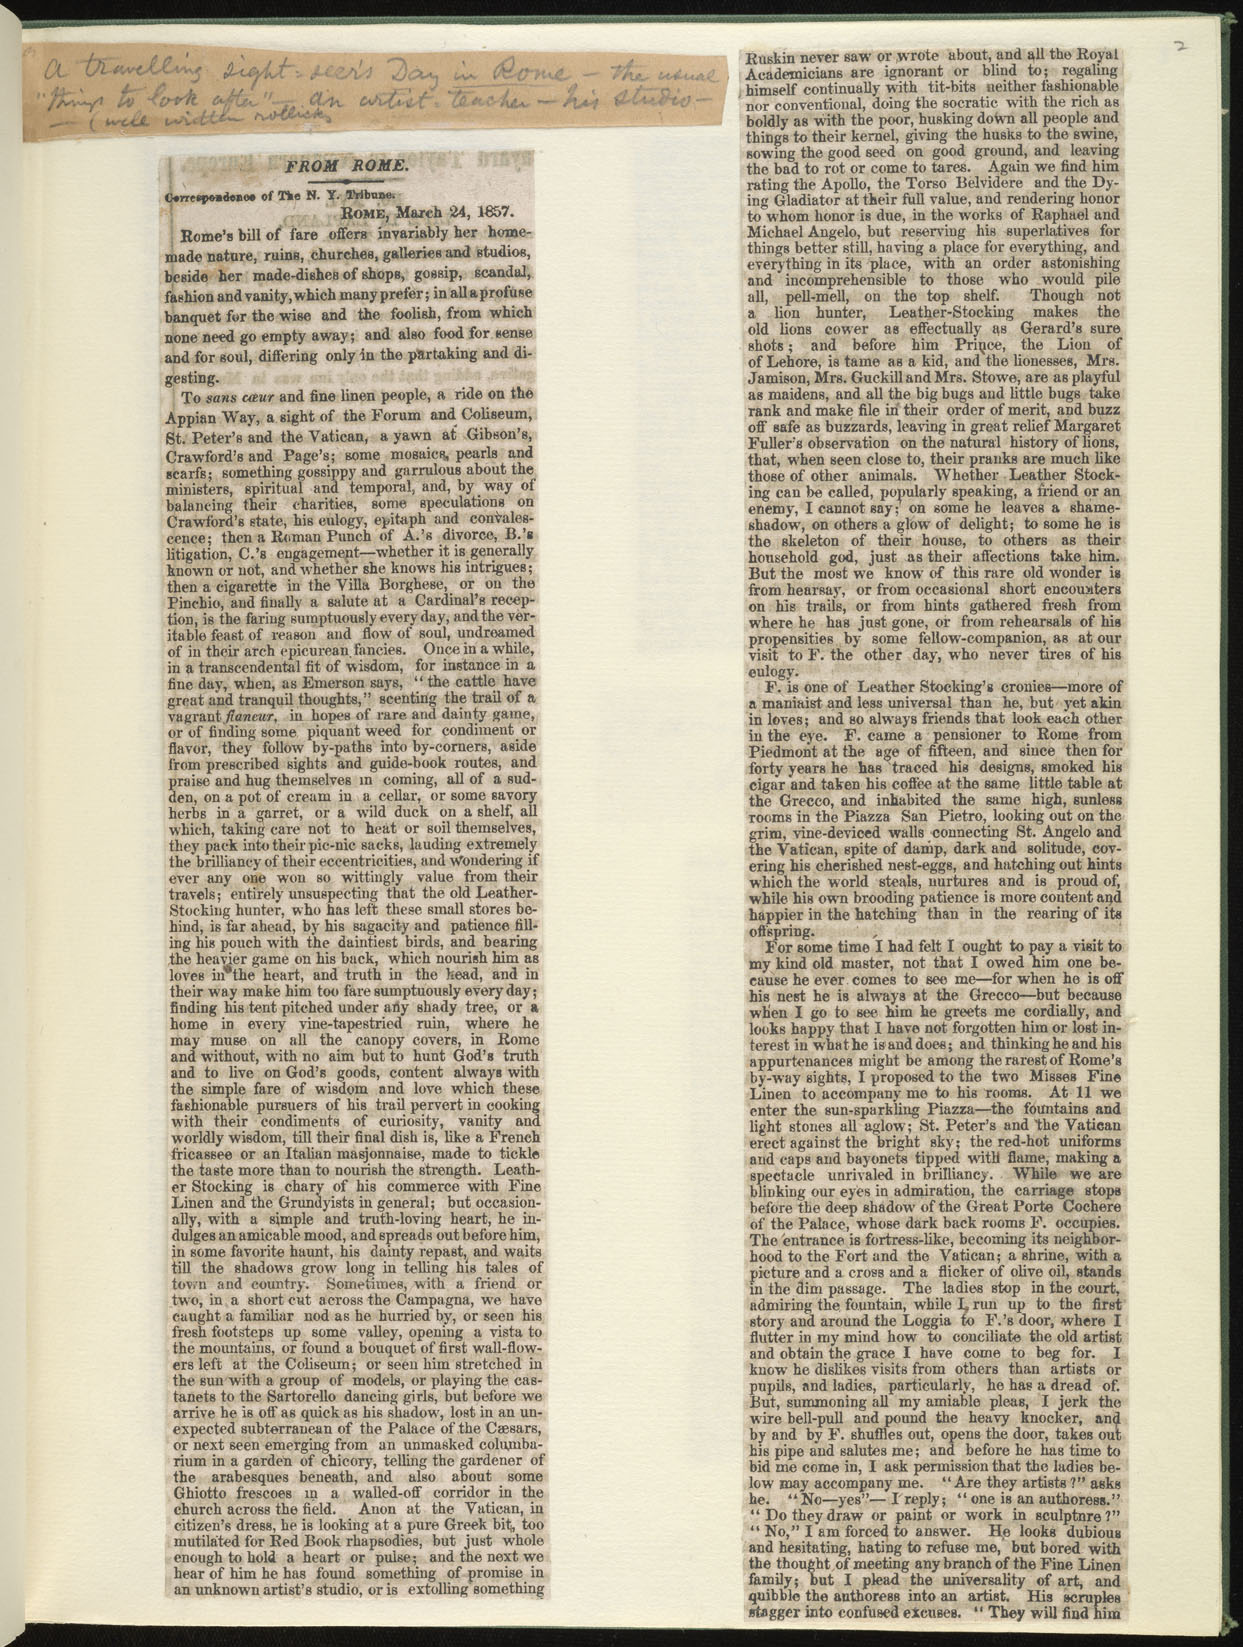 A travelling sight-seer's Day in Rome — the usual
"things to look after" — an artist-teacher — his studio —
— (well written rollicks
FROM ROME.
Correspondence of The N. Y. Tribune.
ROME, March 24, 1857.
Rome's bill of fare offers invariably her home-
made nature, ruins, churches, galleries and studios,
beside her made-dishes of shops, gossip, scandal,
fashion and vanity, which many prefer; in all a profuse
banquet for the wise and the foolish, from which
none need go empty away; and also food for sense
and for soul, differing only in the partaking and di-
gesting.
To sans cœur and fine linen people, a ride on the
Appian Way, a sight of the Forum and Coliseum,
St. Peter's and the Vatican, a yawn at Gibson's,
Crawford's and Page's; some mosaics, pearls and
scarfs; something gossippy and garrulous about the
ministers, spiritual and temporal, and, by way of
balancing their charities, some speculations on
Crawford's state, his eulogy, epitaph and convales-
cence; then a Roman Punch of A.'s divorce, B.'s
litigation, C.'s engagement—whether it is generally
known or not, and whether she knows his intrigues;
then a cigarette in the Villa Borghese, or on the
Pinchio, and finally a salute at a Cardinal's recep-
tion, is the faring sumptuously every day, and the ver-
itable feast of reason and flow of soul, undreamed
of in their arch epicurean fancies. Once in a while,
in a transcendental fit of wisdom, for instance in a
fine day, when, as Emerson says, "the cattle have
great and tranquil thoughts," scenting the trail of a
vagrant flaneur, in hopes of rare and dainty game,
or of finding some piquant weed for condiment or
flavor, they follow by-paths into by-corners, aside
from prescribed sights and guide-book routes, and
praise and hug themselves in coming, all of a sud-
den, on a pot of cream in a cellar, or some savory
herbs in a garret, or a wild duck on a shelf, all
which, taking care not to heat or soil themselves,
they pack into their pic-nic sacks, lauding extremely
the brilliancy of their eccentricities, and wondering if
ever any one won so wittingly value from their
travels; entirely unsuspecting that the old Leather-
Stocking hunter, who has left these small stores be-
hind, is far ahead, by his sagacity and patience fill-
ing his pouch with the daintiest birds, and bearing
the heavier game on his back, which nourish him as
loves in the heart, and truth in the head, and in
their way make him too fare sumptuously every day;
finding his tent pitched under any shady tree, or a
home in every vine-tapestried ruin, where he
may muse on all the canopy covers, in Rome
and without, with no aim but to hunt God's truth
and to live on God's goods, content always with
the simple fare of wisdom and love which these
fashionable pursuers of his trail pervert in cooking
with their condiments of curiosity, vanity and
worldly wisdom, till their final dish is, like a French
fricassee or an Italian masjonnaise, made to tickle
the taste more than to nourish the strength. Leath-
er Stocking is chary of his commerce with Fine
Linen and the Grundyists in general; but occasion-
ally, with a simple and truth-loving heart, he in-
dulges an amicable mood, and spreads out before him,
in some favorite haunt, his dainty repast, and waits
till the shadows grow long in telling his tales of
town and country. Sometimes, with a friend or
two, in a short cut across the Campagna, we have
caught a familiar nod as he hurried by, or seen his
fresh footsteps up some valley, opening a vista to
the mountains, or found a bouquet of first wall-flow-
ers left at the Coliseum; or seen him stretched in
the sun with a group of models, or playing the cas-
tanets to the Sartorello dancing girls, but before we
arrive he is off as quick as his shadow, lost in an un-
expected subterranean of the Palace of the Cæsars,
or next seen emerging from an unmasked columba-
rium in a garden of chicory, telling the gardener of
the arabesques beneath, and also about some
Ghiotto frescoes in a walled-off corridor in the
church across the field. Anon at the Vatican, in
citizen's dress, he is looking at a pure Greek bit, too
mutilated for Red Book rhapsodies, but just whole
enough to hold a heart or pulse; and the next we
hear of him he has found something of promise in
an unknown artist's studio, or is extolling something
2
Ruskin never saw or wrote about, and all the Royal
Academicians are ignorant or blind to; regaling
himself continually with tit-bits neither fashionable
nor conventional, doing the socratic with the rich as
boldly as with the poor, husking down all people and
things to their kernel, giving the husks to the swine,
sowing the good seed on good ground, and leaving
the bad to rot or come to tares. Again we find him
rating the Apollo, the Torso Belvidere and the Dy-
ing Gladiator at their full value, and rendering honor
to whom honor is due, in the works of Raphael and
Michael Angelo, but reserving his superlatives for
things better still, having a place for everything, and
everything in its place, with an order astonishing
and incomprehensible to those who would pile
all, pell-mell, on the top shelf. Though not
a lion hunter, Leather-Stocking makes the
old lions cower as effectually as Gerard's sure
shots; and before him Prince, the Lion of
of Lehore, is tame as a kid, and the lionesses, Mrs.
Jamison, Mrs. Guckill and Mrs. Stowe, are as playful
as maidens, and all the big bugs and little bugs take
rank and make file in their order of merit, and buzz
off safe as buzzards, leaving in great relief Margaret
Fuller's observation on the natural history of lions,
that, when seen close to, their pranks are much like
those of other animals. Whether Leather Stock-
ing can be called, popularly speaking, a friend or an
enemy, I cannot say; on some he leaves a shame-
shadow, on others a glow of delight; to some he is
the skeleton of their house, to others as their
household god, just as their affections take him.
But the most we know of this rare old wonder is
from hearsay, or from occasional short encounters
on his trails, or from hints gathered fresh from
where he has just gone, or from rehearsals of his
propensities by some fellow-companion, as at our
visit to F. the other day, who never tires of his
eulogy.
F. is one of Leather Stocking's cronies—more of
a maniaist and less universal than he, but yet akin
in loves; and so always friends that look each other
in the eye. F. came a pensioner to Rome from
Piedmont at the age of fifteen, and since then for
forty years he has traced his designs, smoked his
cigar and taken his coffee at the same little table at
the Grecco, and inhabited the same high, sunless
rooms in the Piazza San Pietro, looking out on the
grim, vine-deviced walls connecting St. Angelo and
the Vatican, spite of damp, dark and solitude, cov-
ering his cherished nest-eggs, and hatching out hints
which the world steals, nurtures and is proud of,
while his own brooding patience is more content and
happier in the hatching than in the rearing of its
offspring.
For some time I had felt I ought to pay a visit to
my kind old master, not that I owed him one be-
cause he ever comes to see me—for when he is off
his nest he is always at the Grecco—but because
when I go to see him he greets me cordially, and
looks happy that I have not forgotten him or lost in-
terest in what he is and does; and thinking he and his
appurtenances might be among the rarest of Rome's
by-way sights, I proposed to the two Misses Fine
Linen to accompany me to his rooms. At 11 we
enter the sun-sparkling Piazza—the fountains and
light stones all aglow; St. Peter's and the Vatican
erect against the bright sky; the red-hot uniforms
and caps and bayonets tipped with flame, making a
spectacle unrivaled in brilliancy. While we are
blinking our eyes in admiration, the carriage stops
before the deep shadow of the Great Porte Cochere
of the Palace, whose dark back rooms F. occupies.
The entrance is fortress-like, becoming its neighbor-
hood to the Fort and the Vatican; a shrine, with a
picture and a cross and a flicker of olive oil, stands
in the dim passage. The ladies stop in the court,
admiring the fountain, while I run up to the first
story and around the Loggia to F.'s door, where I
flutter in my mind how to conciliate the old artist
and obtain the grace I have come to beg for. I
know he dislikes visits from others than artists or
pupils, and ladies, particularly, he has a dread of.
But, summoning all my amiable pleas, I jerk the
wire bell-pull and pound the heavy knocker, and
by and by F. shuffles out, opens the door, takes out
his pipe and salutes me; and before he has time to
bid me come in, I ask permission that the ladies be-
low may accompany me. "Are they artists?" asks
he. "No—yes"— I reply; "one is an authoress."
"Do they draw or paint or work in sculptnre?"
"No," I am forced to answer. He looks dubious
and hesitating, hating to refuse me, but bored with
the thought of meeting any branch of the Fine Linen
family; but I plead the universality of art, and
quibble the authoress into an artist. His scruples
stagger into confused excuses. "They will find him